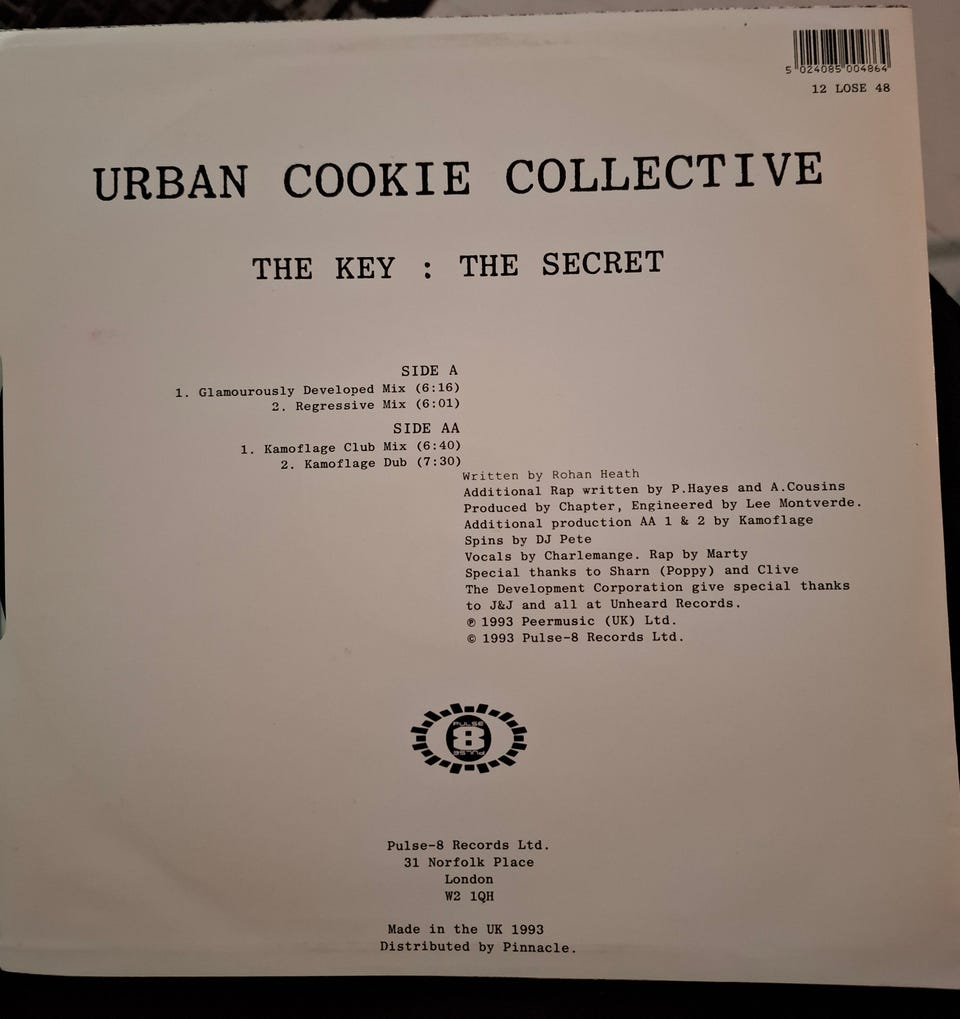 5 024085 004864
12 LOSE 48
URBAN COOKIE COLLECTIVE
THE KEY : THE SECRET
SIDE A
1. Glamourously Developed Mix (6:16)
2. Regressive Mix (6:01)
SIDE AA
1. Kamoflage Club Mix (6:40)
2. Kamoflage Dub (7:30)
Written by Rohan Heath
Additional Rap written by P.Hayes and A.Cousins
Produced by Chapter, Engineered by Lee Montverde.
Additional production AA 1 & 2 by Kamoflage
Spins by DJ Pete
Vocals by Charlemange. Rap by Marty
Special thanks to Sharn (Poppy) and Clive
The Development Corporation give special thanks
to J&J and all at Unheard Records.
℗ 1993 Peermusic (UK) Ltd.
© 1993 Pulse-8 Records Ltd.
PULSE
8
PULSE
Pulse-8 Records Ltd.
31 Norfolk Place
London
W2 1QH
Made in the UK 1993
Distributed by Pinnacle.